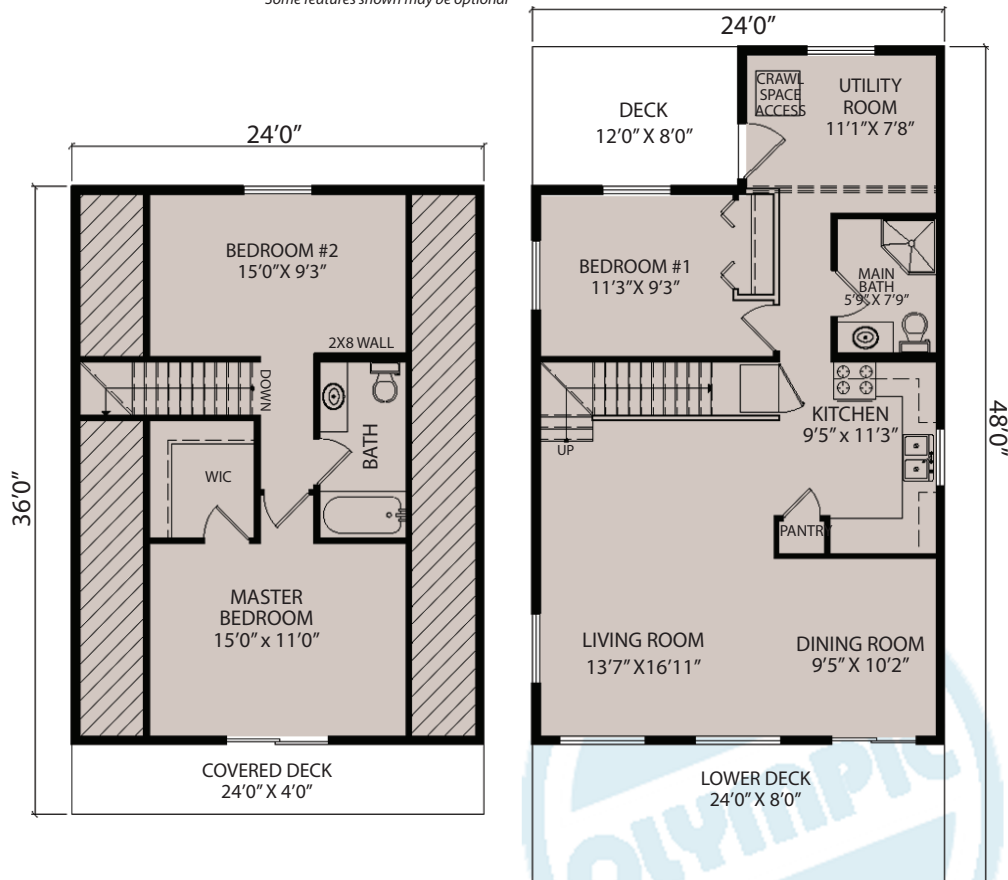 Some features shown may be optional
24'0"
36'0"
BEDROOM #2
15'0"X 9'3"
2X8 WALL
DOWN
BATH
WIC
MASTER
BEDROOM
15'0" x 11'0"
COVERED DECK
24'0" X 4'0"
24'0"
48'0"
DECK
12'0" X 8'0"
CRAWL
SPACE
ACCESS
UTILITY
ROOM
11'1"X 7'8"
BEDROOM #1
11'3"X 9'3"
MAIN
BATH
5'9"X 7'9"
KITCHEN
9'5" x 11'3"
UP
PANTRY
LIVING ROOM
13'7" X16'11"
DINING ROOM
9'5" X 10'2"
LOWER DECK
24'0" X 8'0"
OLYMPIC